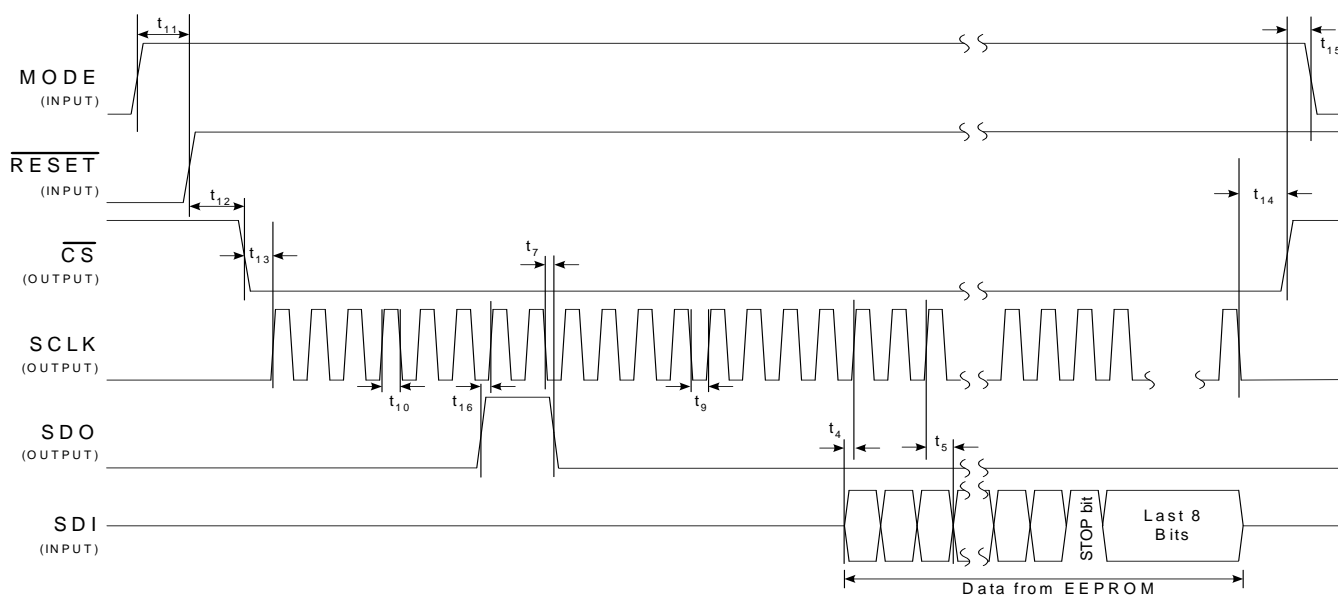 t11
t15
MODE
(INPUT)
RESET
(INPUT)
t12
t14
CS
(OUTPUT)
t13
t7
SCLK
(OUTPUT)
t10
t16
t9
SDO
(OUTPUT)
t4
t5
SDI
(INPUT)
STOP bit
Last 8
Bits
Data from EEPROM